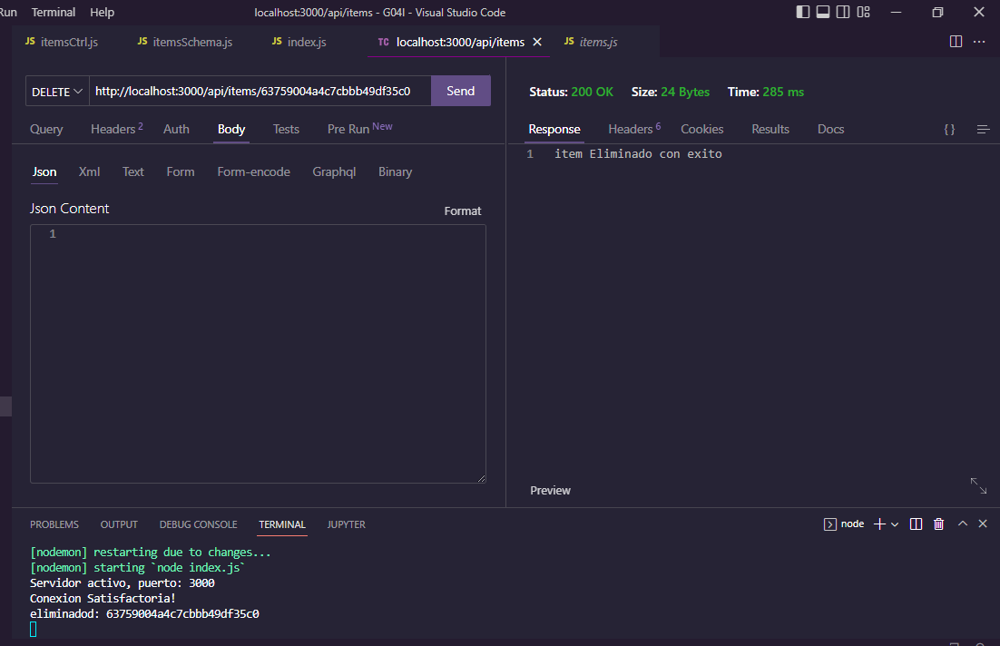 Run Terminal Help localhost:3000/api/items - G04I - Visual Studio Code
JS itemsCtrl.js JS itemsSchema.js JS index.js TC localhost:3000/api/items JS items.js
DELETE http://localhost:3000/api/items/63759004a4c7cbbb49df35c0 Send
Query Headers 2 Auth Body Tests Pre Run New
Json Xml Text Form Form-encode Graphql Binary
Json Content Format
1
Status: 200 OK Size: 24 Bytes Time: 285 ms
Response Headers 6 Cookies Results Docs {}
1 item Eliminado con exito
Preview
PROBLEMS OUTPUT DEBUG CONSOLE TERMINAL JUPYTER node
[nodemon] restarting due to changes...
[nodemon] starting `node index.js`
Servidor activo, puerto: 3000
Conexion Satisfactoria!
eliminadod: 63759004a4c7cbbb49df35c0